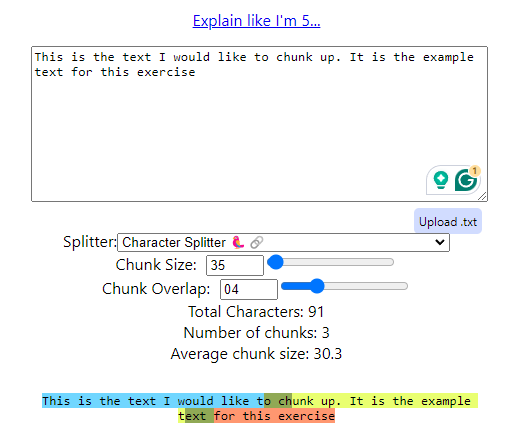 Explain like I'm 5...
This is the text I would like to chunk up. It is the example
text for this exercise
1
Upload .txt
Splitter: Character Splitter 🦜🔗
Chunk Size: 35
Chunk Overlap: 04
Total Characters: 91
Number of chunks: 3
Average chunk size: 30.3
This is the text I would like to chunk up. It is the example
text for this exercise